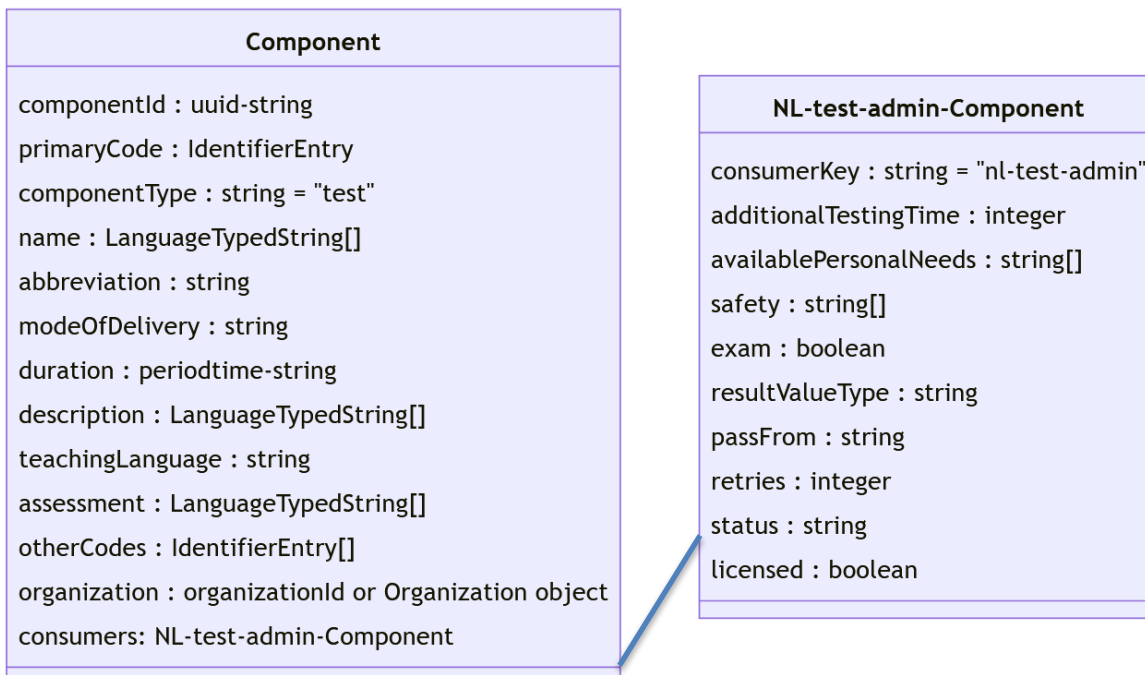 Component
componentId : uuid-string
primaryCode : IdentifierEntry
componentType : string = "test"
name : LanguageTypedString[]
abbreviation : string
modeOfDelivery : string
duration : periodtime-string
description : LanguageTypedString[]
teachingLanguage : string
assessment : LanguageTypedString[]
otherCodes : IdentifierEntry[]
organization : organizationId or Organization object
consumers: NL-test-admin-Component
NL-test-admin-Component
consumerKey : string = "nl-test-admin"
additionalTestingTime : integer
availablePersonalNeeds : string[]
safety : string[]
exam : boolean
resultValueType : string
passFrom : string
retries : integer
status : string
licensed : boolean